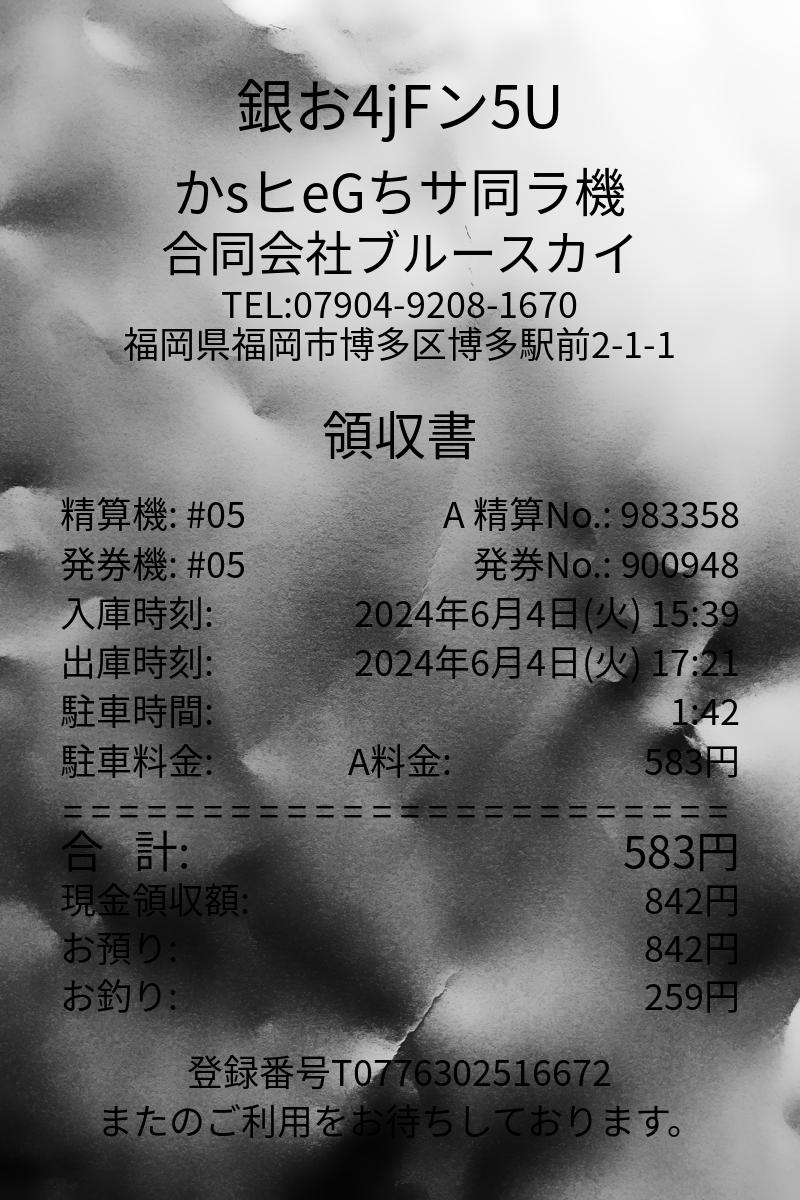 銀お4jFン5U
かsヒeGちサ同ラ機
合同会社ブルースカイ
TEL:07904-9208-1670
福岡県福岡市博多区博多駅前2-1-1
領収書
精算機: #05 A 精算No.: 983358
発券機: #05 発券No.: 900948
入庫時刻: 2024年6月4日(火) 15:39
出庫時刻: 2024年6月4日(火) 17:21
駐車時間: 1:42
駐車料金: A料金: 583円
========================
合 計: 583円
現金領収額: 842円
お預り: 842円
お釣り: 259円
登録番号T0776302516672
またのご利用をお待ちしております。